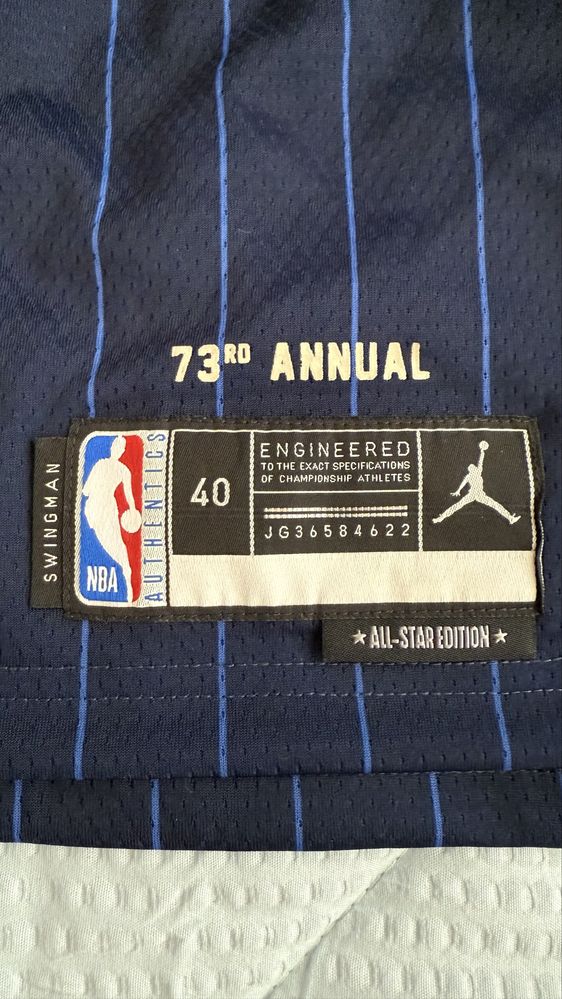 73RD ANNUAL
SWINGMAN
NBA
AUTHENTICS
40
ENGINEERED
TO THE EXACT SPECIFICATIONS
OF CHAMPIONSHIP ATHLETES
JG36584622
★ ALL-STAR EDITION ★